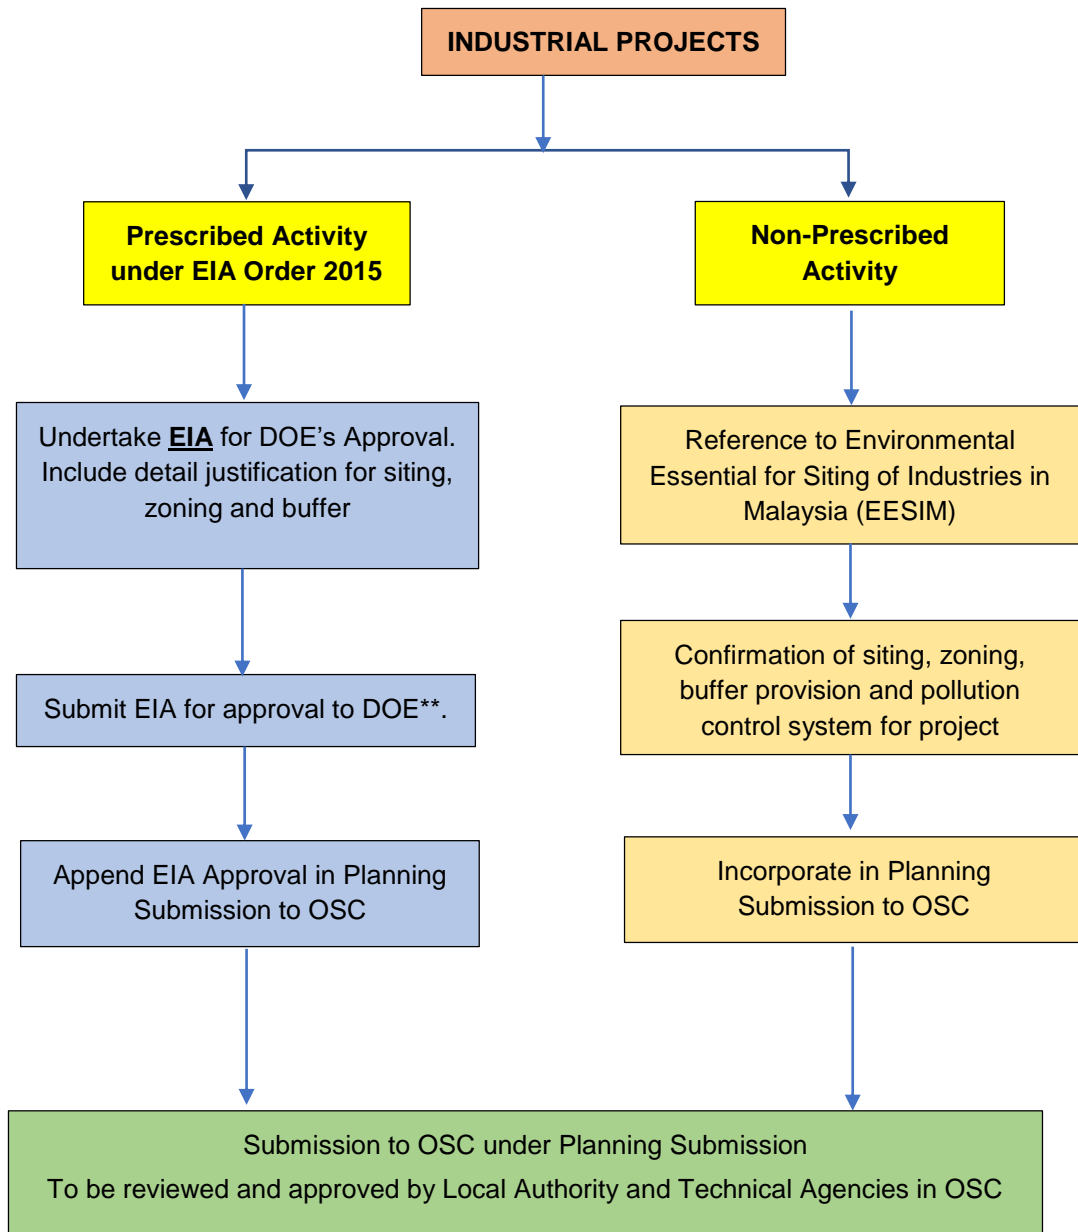 INDUSTRIAL PROJECTS
Prescribed Activity
under EIA Order 2015
Non-Prescribed
Activity
Undertake EIA for DOE’s Approval.
Include detail justification for siting,
zoning and buffer
Reference to Environmental
Essential for Siting of Industries in
Malaysia (EESIM)
Submit EIA for approval to DOE**.
Confirmation of siting, zoning,
buffer provision and pollution
control system for project
Append EIA Approval in Planning
Submission to OSC
Incorporate in Planning
Submission to OSC
Submission to OSC under Planning Submission
To be reviewed and approved by Local Authority and Technical Agencies in OSC